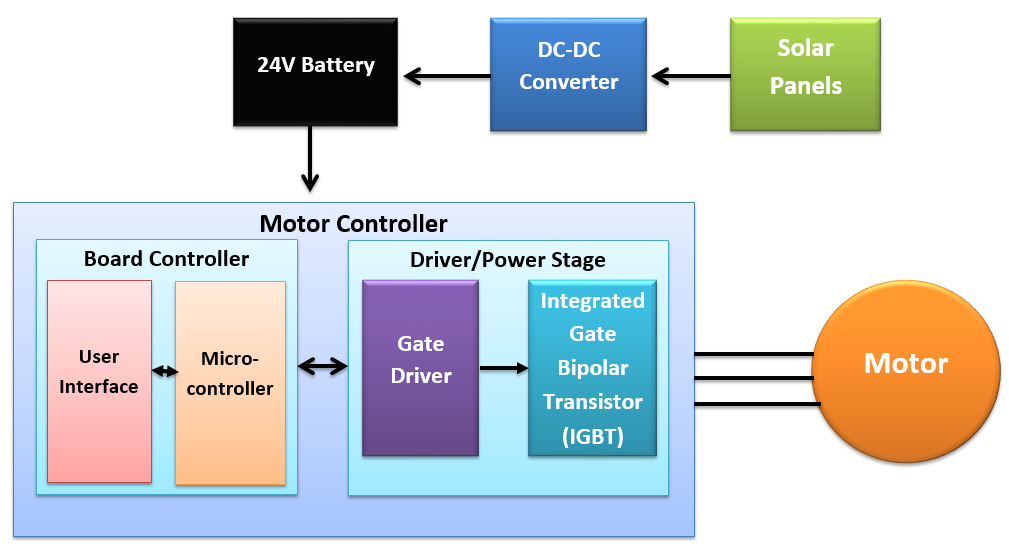 24V Battery
DC-DC
Converter
Solar
Panels
Motor Controller
Board Controller
User
Interface
Micro-
controller
Driver/Power Stage
Gate
Driver
Integrated
Gate
Bipolar
Transistor
(IGBT)
Motor